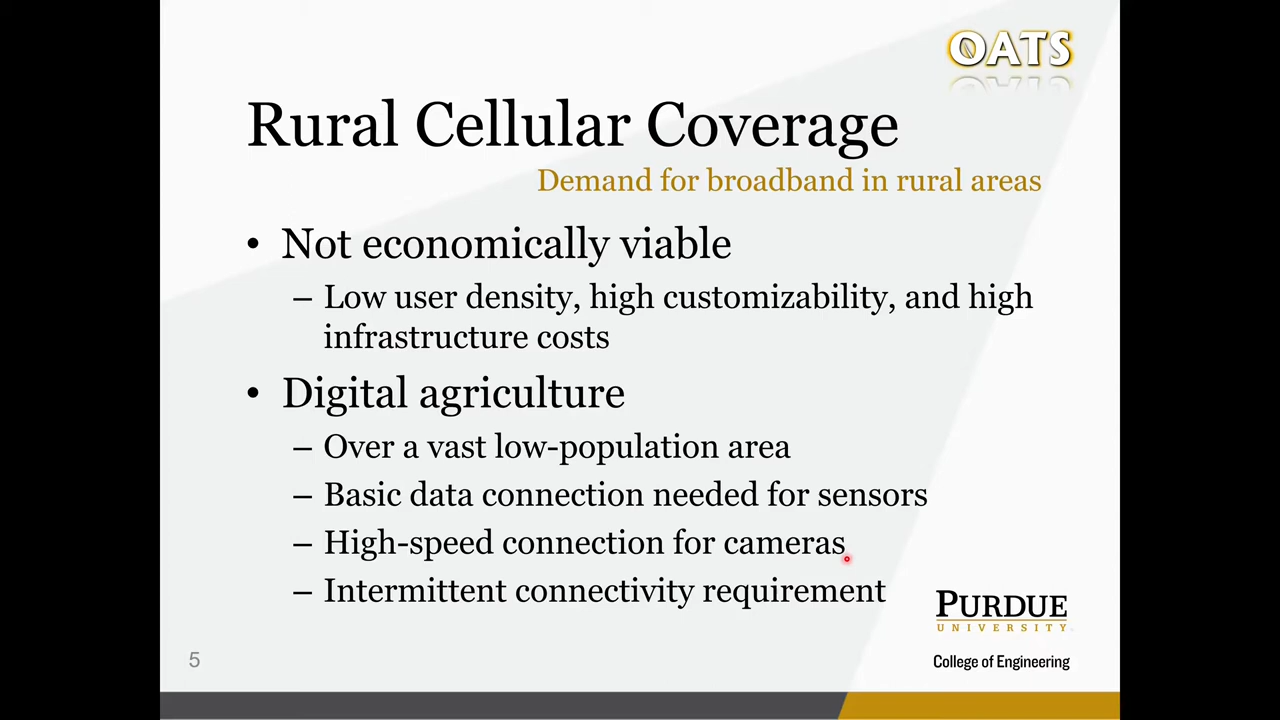 OATS
Rural Cellular Coverage
Demand for broadband in rural areas
• Not economically viable
– Low user density, high customizability, and high
infrastructure costs
• Digital agriculture
– Over a vast low-population area
– Basic data connection needed for sensors
– High-speed connection for cameras
– Intermittent connectivity requirement
PURDUE
UNIVERSITY
College of Engineering
5